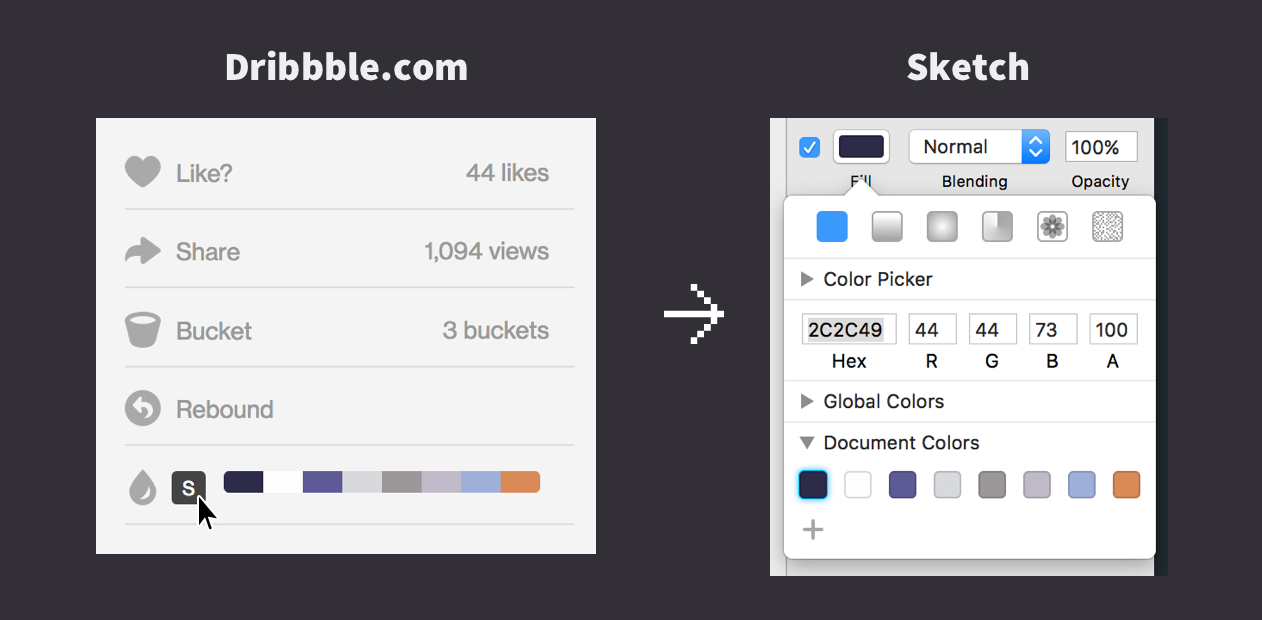 Dribbble.com
Like? 44 likes
Share 1,094 views
Bucket 3 buckets
Rebound
S
Sketch
Normal 100%
Fill Blending Opacity
Color Picker
2C2C49 44 44 73 100
Hex R G B A
Global Colors
Document Colors